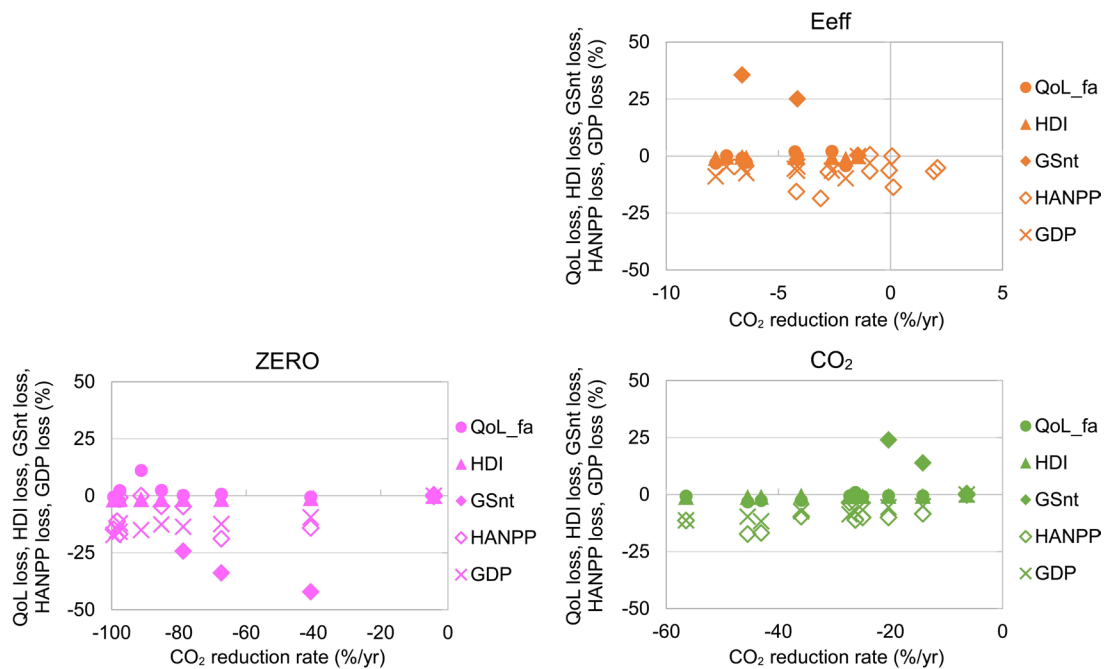 Eeff
QoL loss, HDI loss, GSnt loss,
HANPP loss, GDP loss (%)
50
25
0
-25
-50
-10
-5
0
5
CO₂ reduction rate (%/yr)
QoL_fa
HDI
GSnt
HANPP
GDP
ZERO
QoL loss, HDI loss, GSnt loss,
HANPP loss, GDP loss (%)
50
25
0
-25
-50
-100
-80
-60
-40
-20
0
CO₂ reduction rate (%/yr)
QoL_fa
HDI
GSnt
HANPP
GDP
CO₂
QoL loss, HDI loss, GSnt loss,
HANPP loss, GDP loss (%)
50
25
0
-25
-50
-60
-40
-20
0
CO₂ reduction rate (%/yr)
QoL_fa
HDI
GSnt
HANPP
GDP